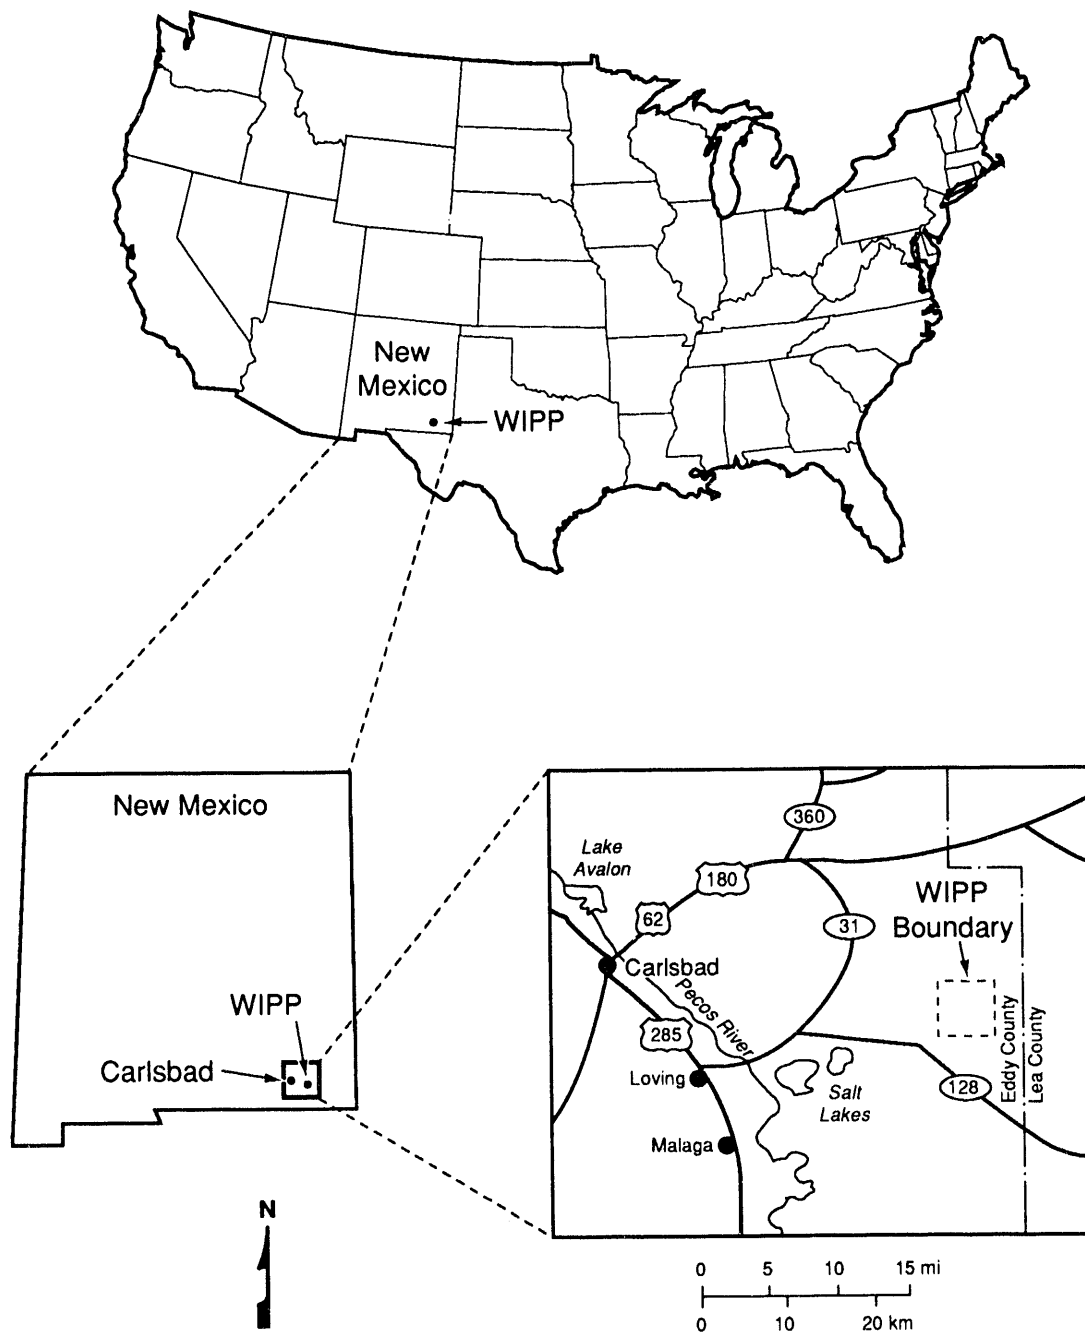 New
Mexico
WIPP
New Mexico
WIPP
Carlsbad
N
360
Lake
Avalon
180
62
31
WIPP
Boundary
Carlsbad
Pecos River
285
Eddy County
Lea County
Loving
128
Salt
Lakes
Malaga
0 5 10 15 mi
0 10 20 km